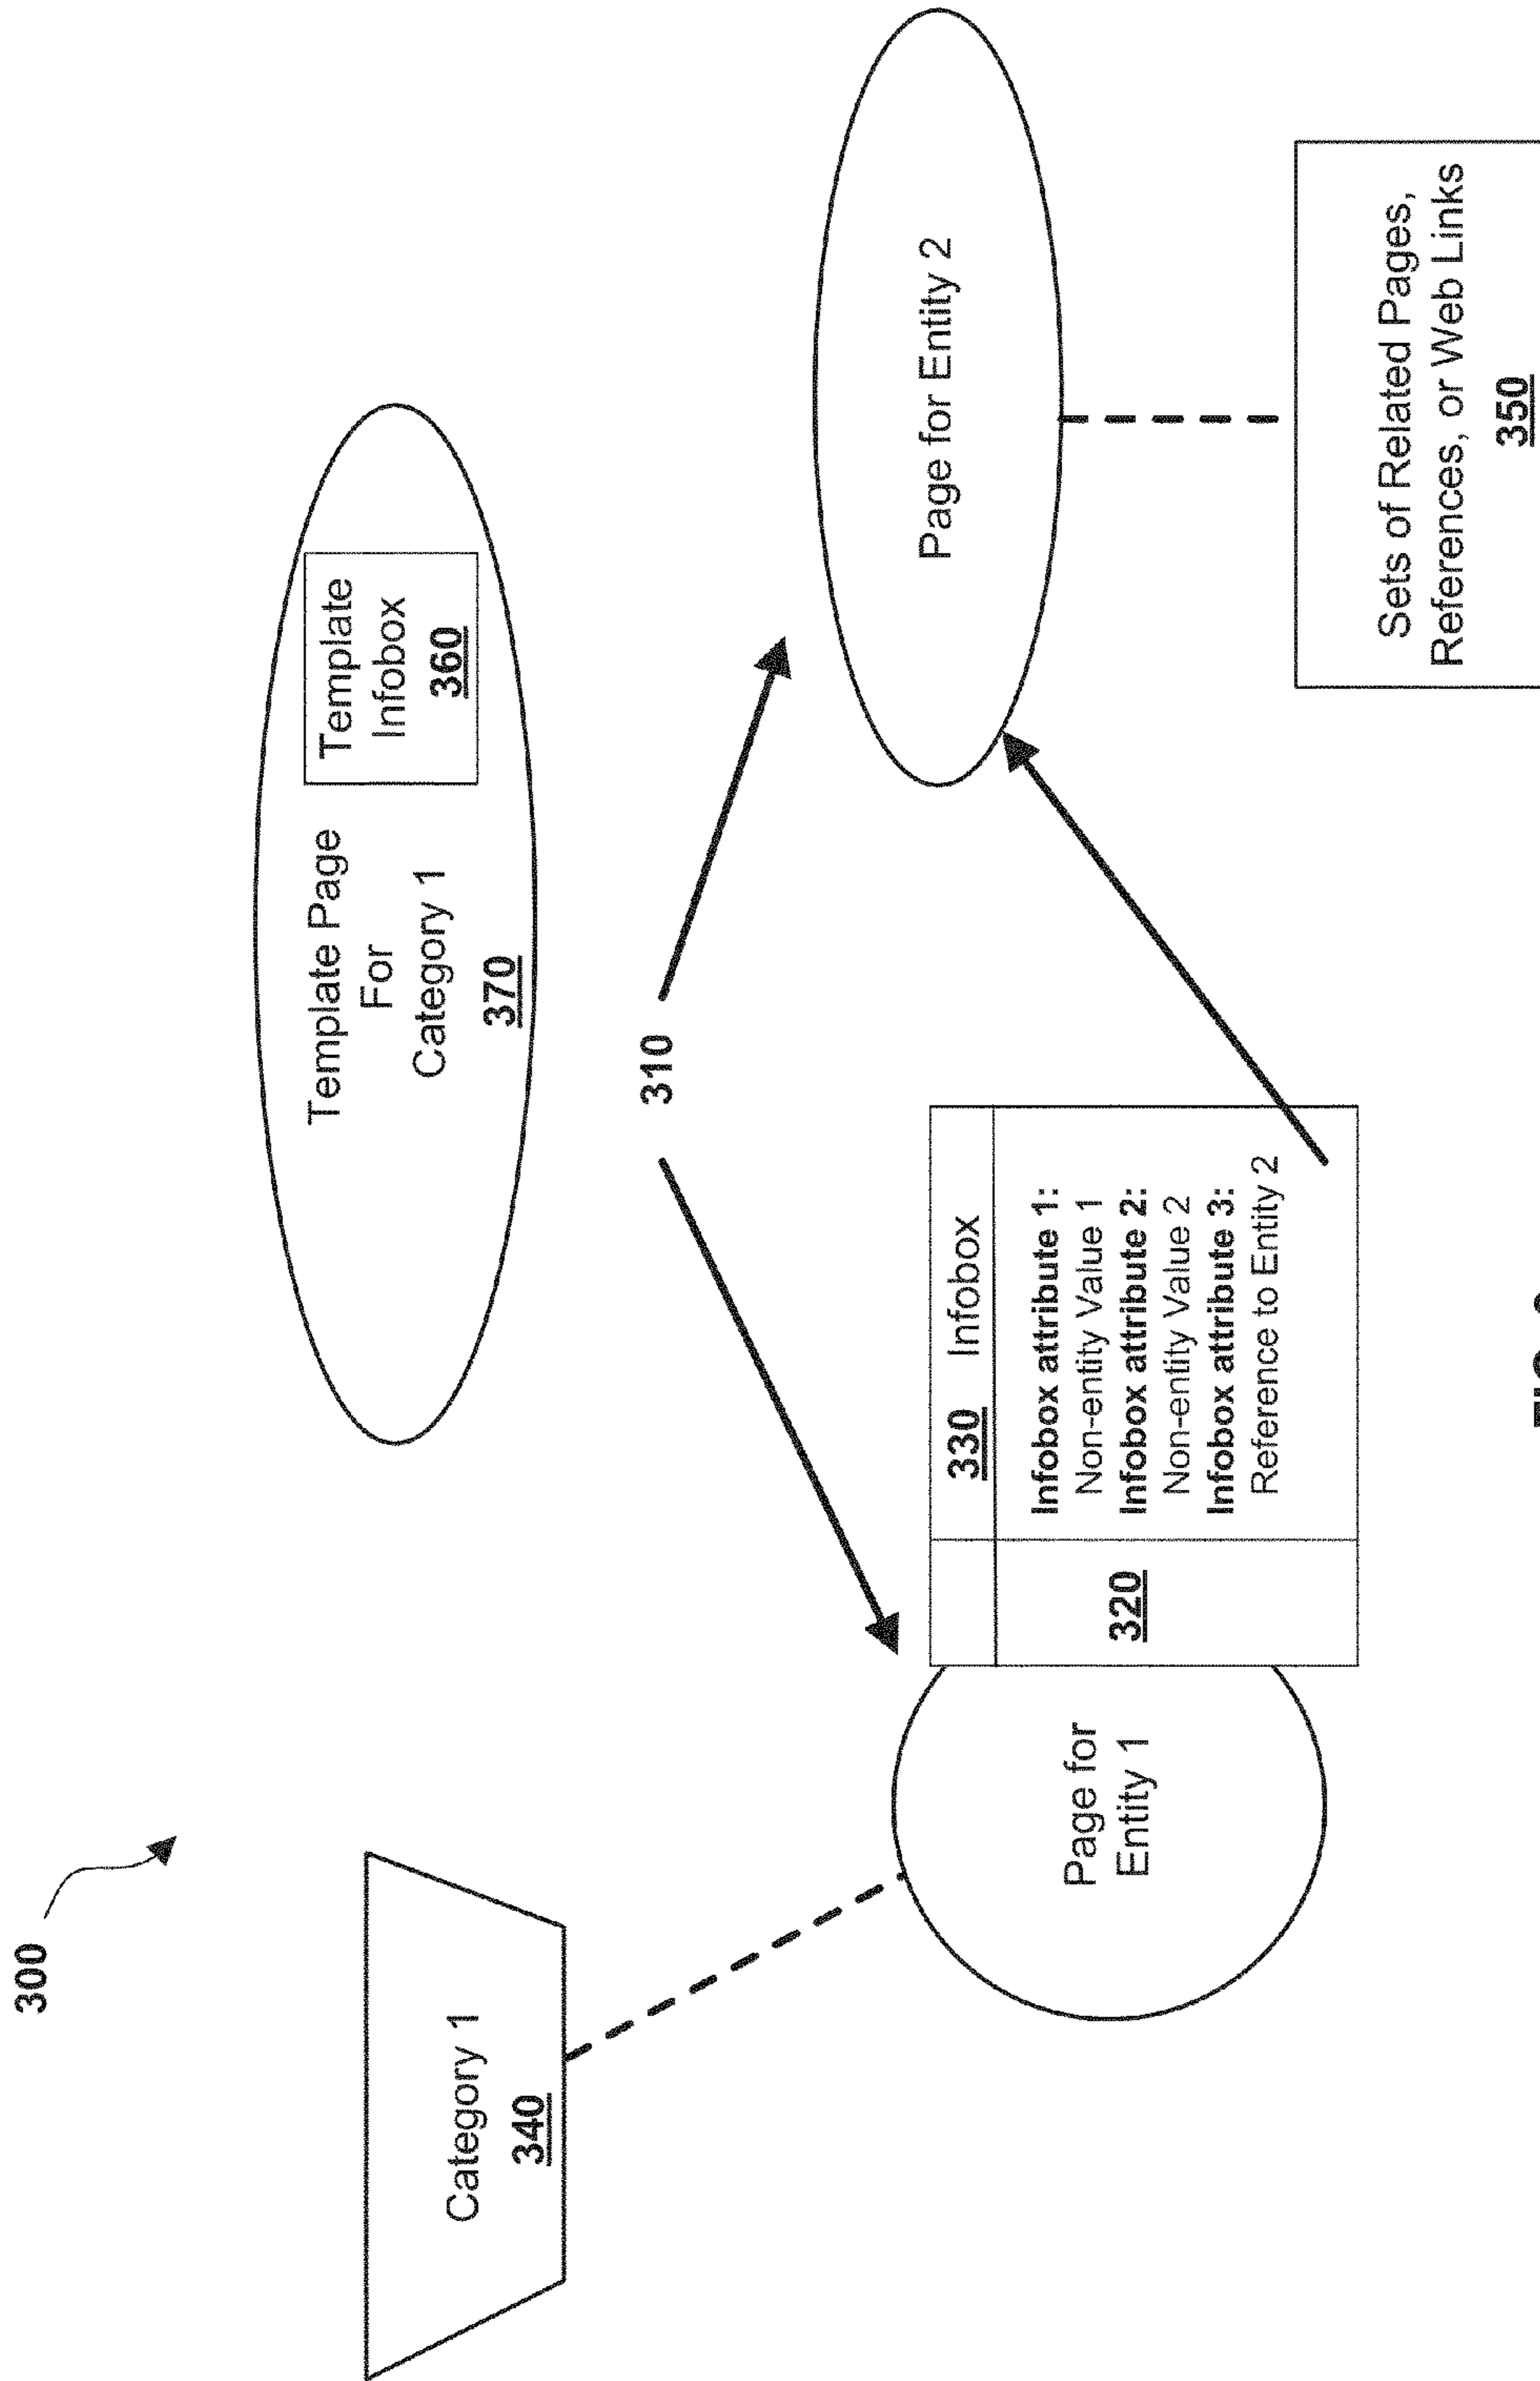 300
Category 1
340
Template Page
For
Category 1
370
Template
Infobox
360
310
Page for
Entity 1
320
330 Infobox
Infobox attribute 1:
Non-entity Value 1
Infobox attribute 2:
Non-entity Value 2
Infobox attribute 3:
Reference to Entity 2
Page for Entity 2
Sets of Related Pages,
References, or Web Links
350